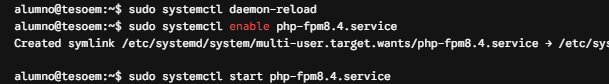 alumno@tesoem:~$ sudo systemctl daemon-reload
alumno@tesoem:~$ sudo systemctl enable php-fpm8.4.service
Created symlink /etc/systemd/system/multi-user.target.wants/php-fpm8.4.service → /etc/sys
alumno@tesoem:~$ sudo systemctl start php-fpm8.4.service